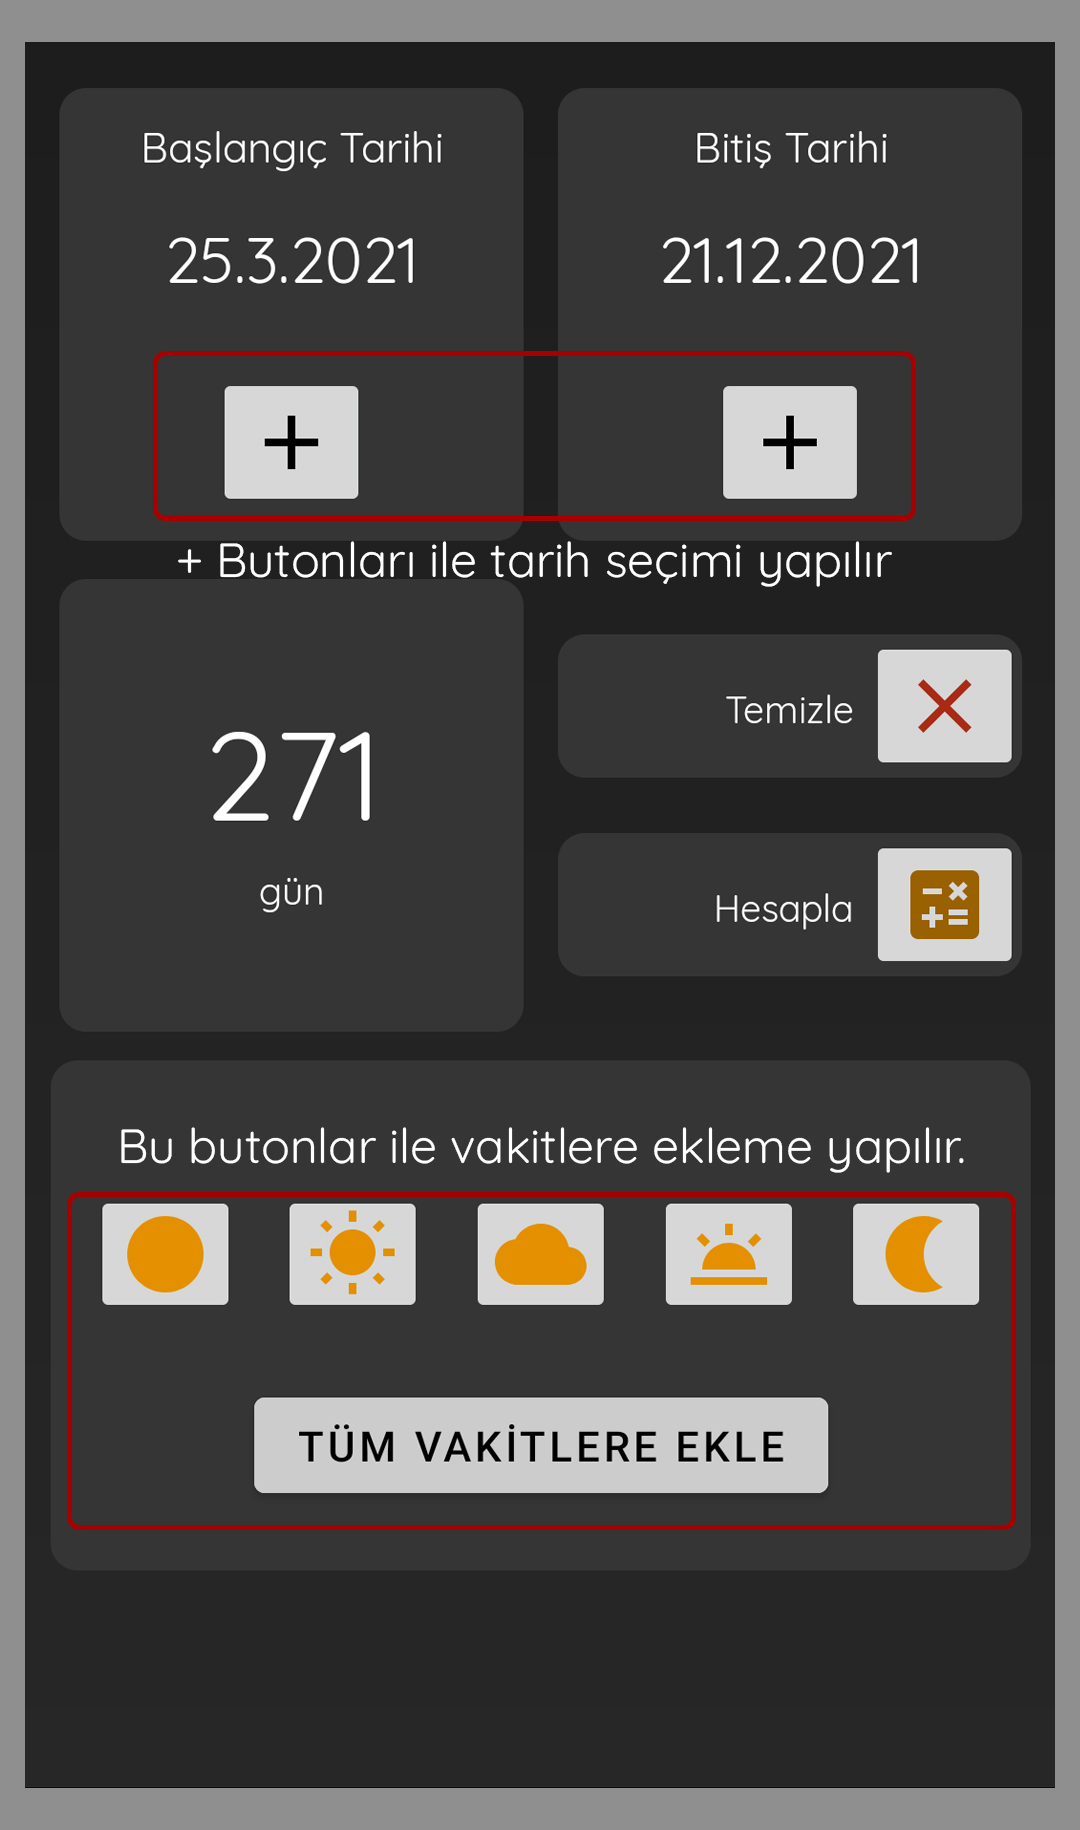 Başlangıç Tarihi
25.3.2021
Bitiş Tarihi
21.12.2021
+ Butonları ile tarih seçimi yapılır
271
gün
Temizle
Hesapla
Bu butonlar ile vakitlere ekleme yapılır.
TÜM VAKİTLERE EKLE